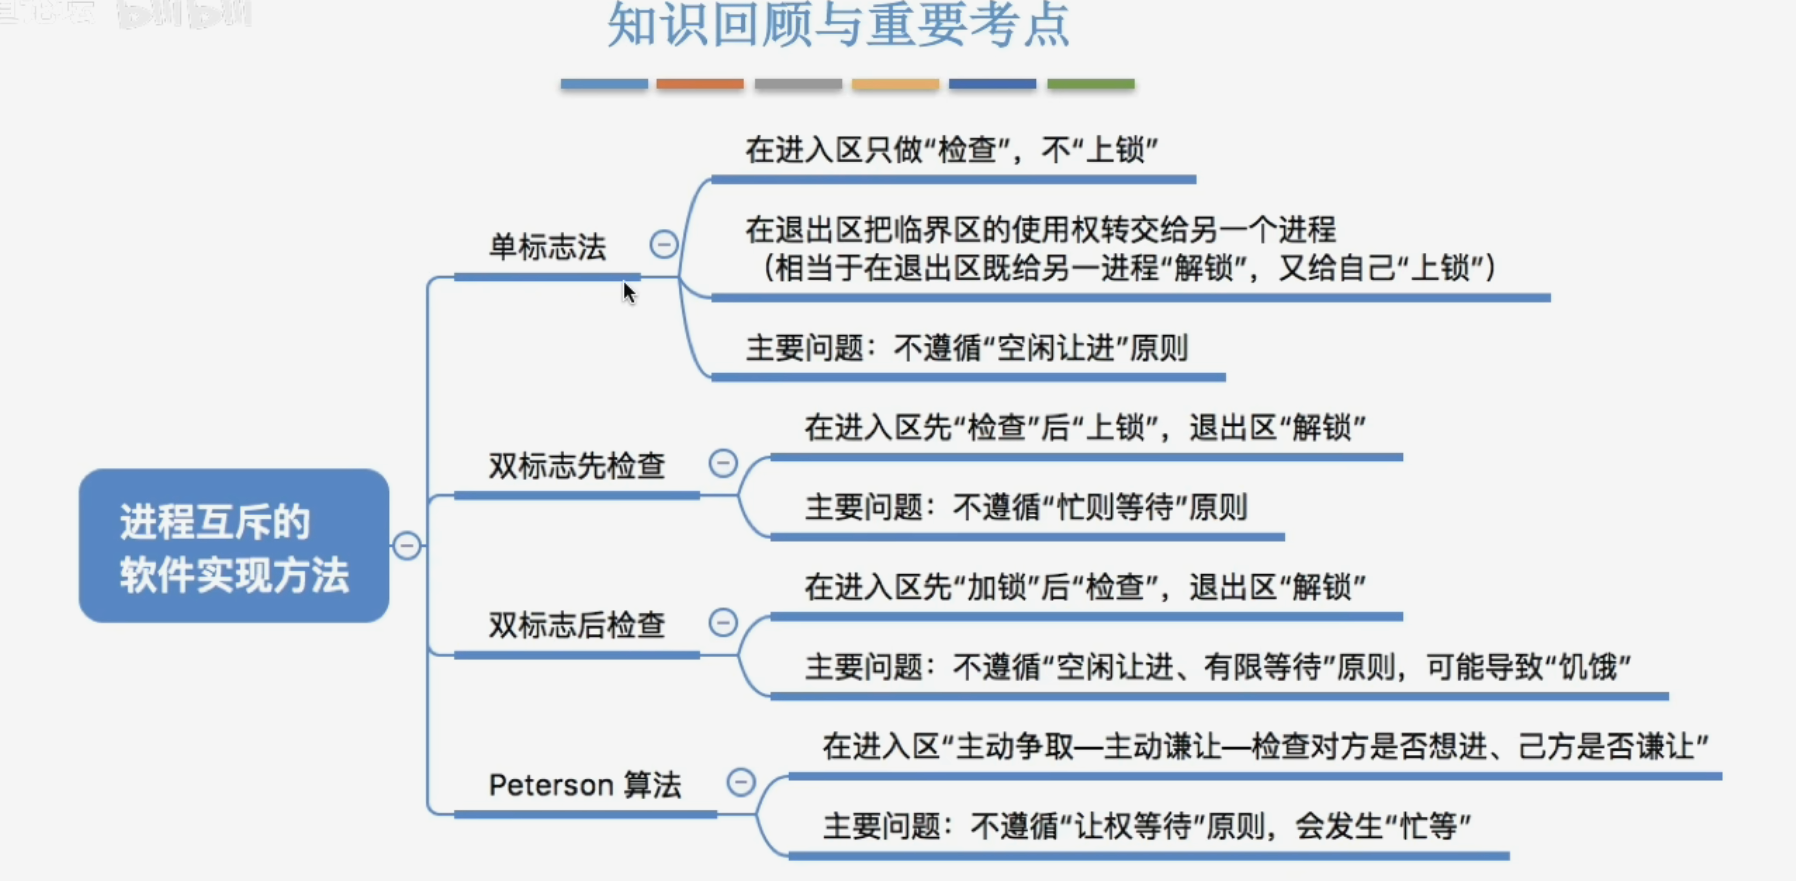 知识回顾与重要考点
在进入区只做“检查”，不“上锁”
单标志法
在退出区把临界区的使用权转交给另一个进程
（相当于在退出区既给另一进程“解锁”，又给自己“上锁”）
主要问题：不遵循“空闲让进”原则
在进入区先“检查”后“上锁”，退出区“解锁”
双标志先检查
主要问题：不遵循“忙则等待”原则
进程互斥的
软件实现方法
在进入区先“加锁”后“检查”，退出区“解锁”
双标志后检查
主要问题：不遵循“空闲让进、有限等待”原则，可能导致“饥饿”
在进入区“主动争取—主动谦让—检查对方是否想进、己方是否谦让”
Peterson 算法
主要问题：不遵循“让权等待”原则，会发生“忙等”